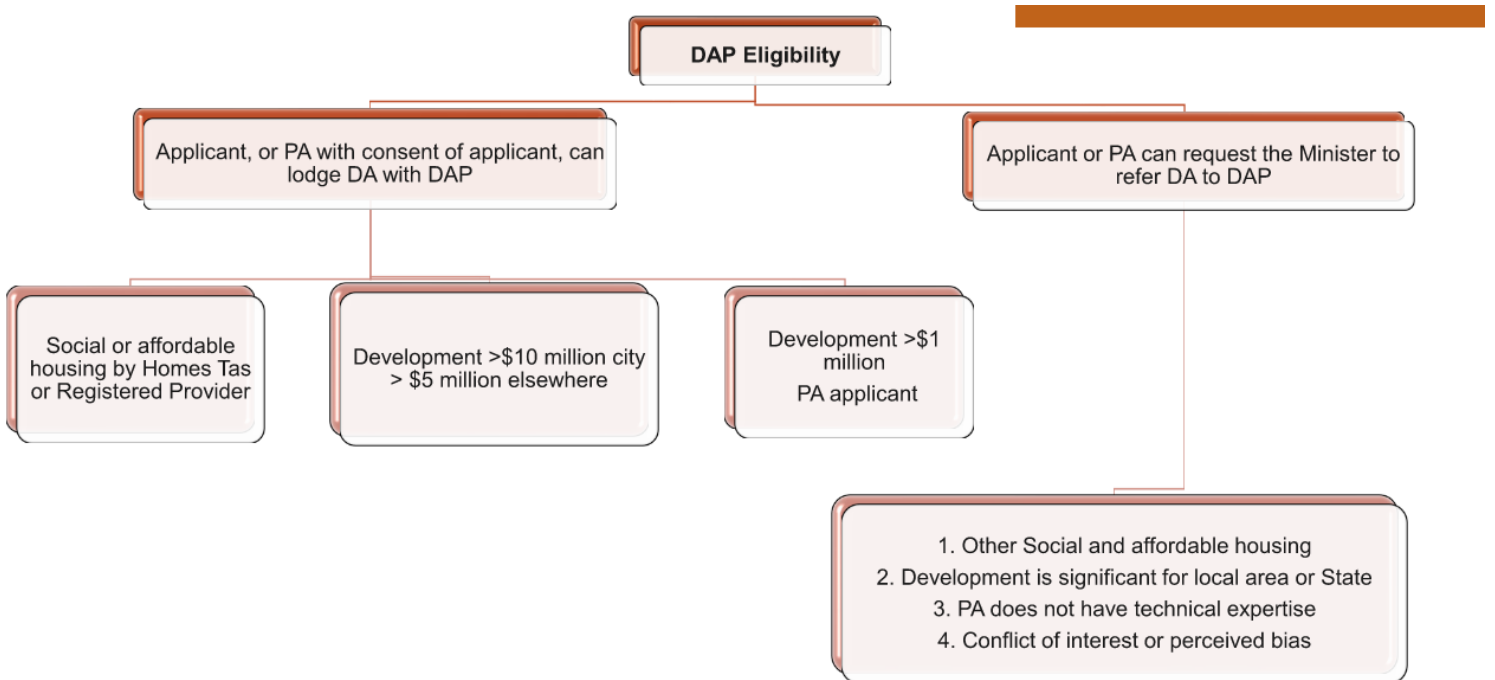 DAP Eligibility
Applicant, or PA with consent of applicant, can
lodge DA with DAP
Applicant or PA can request the Minister to
refer DA to DAP
Social or affordable
housing by Homes Tas
or Registered Provider
Development >$10 million city
> $5 million elsewhere
Development >$1
million
PA applicant
1. Other Social and affordable housing
2. Development is significant for local area or State
3. PA does not have technical expertise
4. Conflict of interest or perceived bias